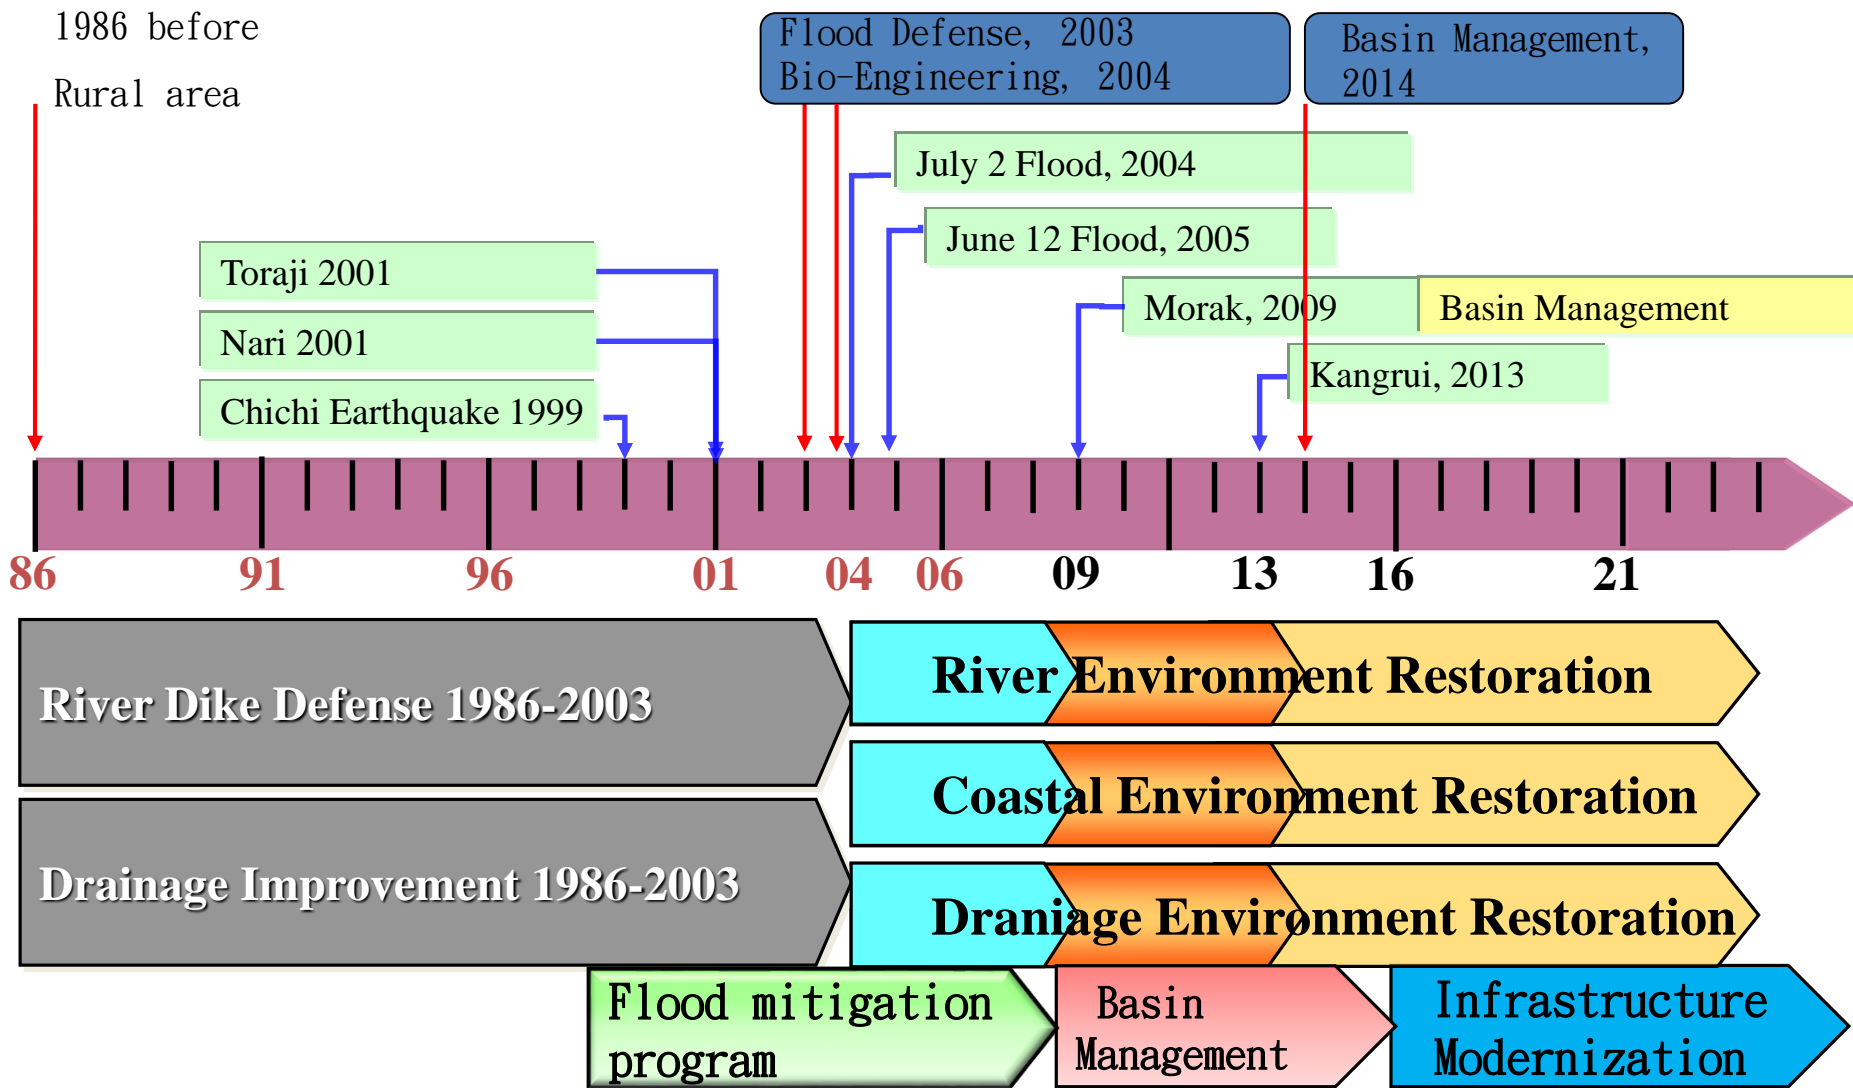 1986 before
Rural area
Flood Defense, 2003
Bio-Engineering, 2004
Basin Management,
2014
July 2 Flood, 2004
June 12 Flood, 2005
Toraji 2001
Morak, 2009
Basin Management
Nari 2001
Kangrui, 2013
Chichi Earthquake 1999
86
91
96
01
04
06
09
13
16
21
River Dike Defense 1986-2003
River Environment Restoration
Coastal Environment Restoration
Drainage Improvement 1986-2003
Draniage Environment Restoration
Flood mitigation
program
Basin
Management
Infrastructure
Modernization